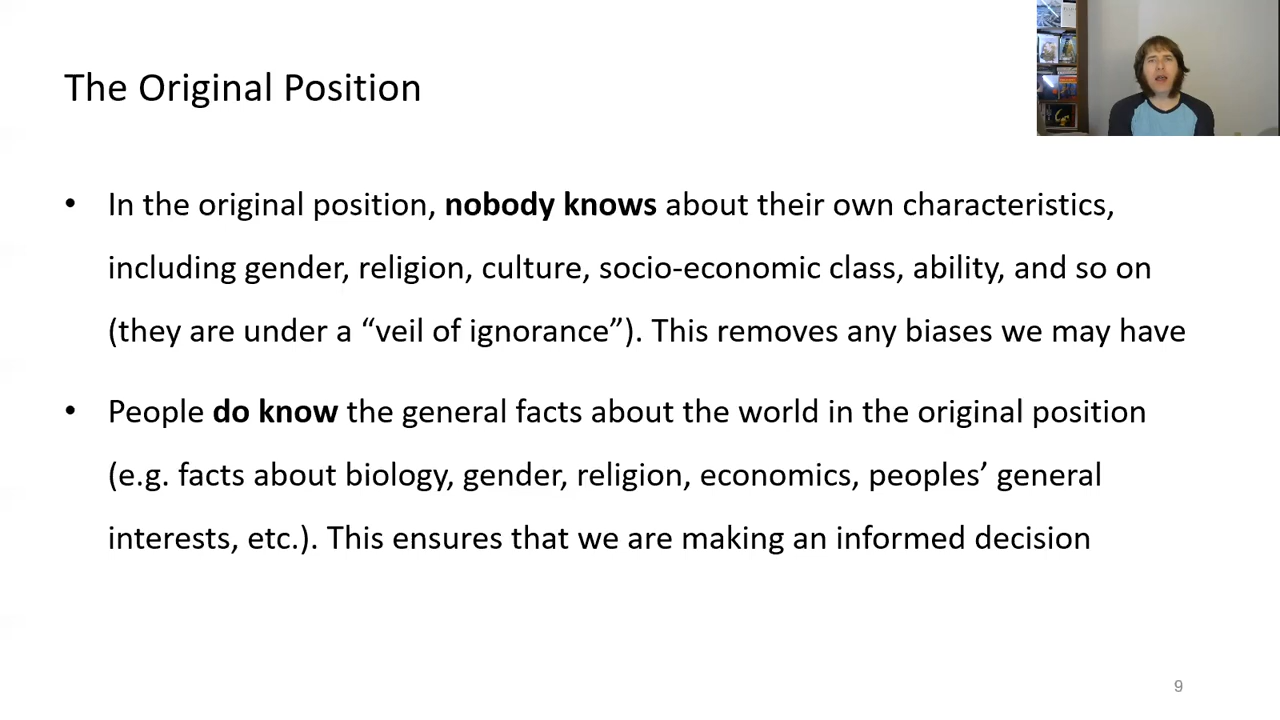 The Original Position
• In the original position, nobody knows about their own characteristics,
including gender, religion, culture, socio-economic class, ability, and so on
(they are under a “veil of ignorance”). This removes any biases we may have
• People do know the general facts about the world in the original position
(e.g. facts about biology, gender, religion, economics, peoples’ general
interests, etc.). This ensures that we are making an informed decision
9